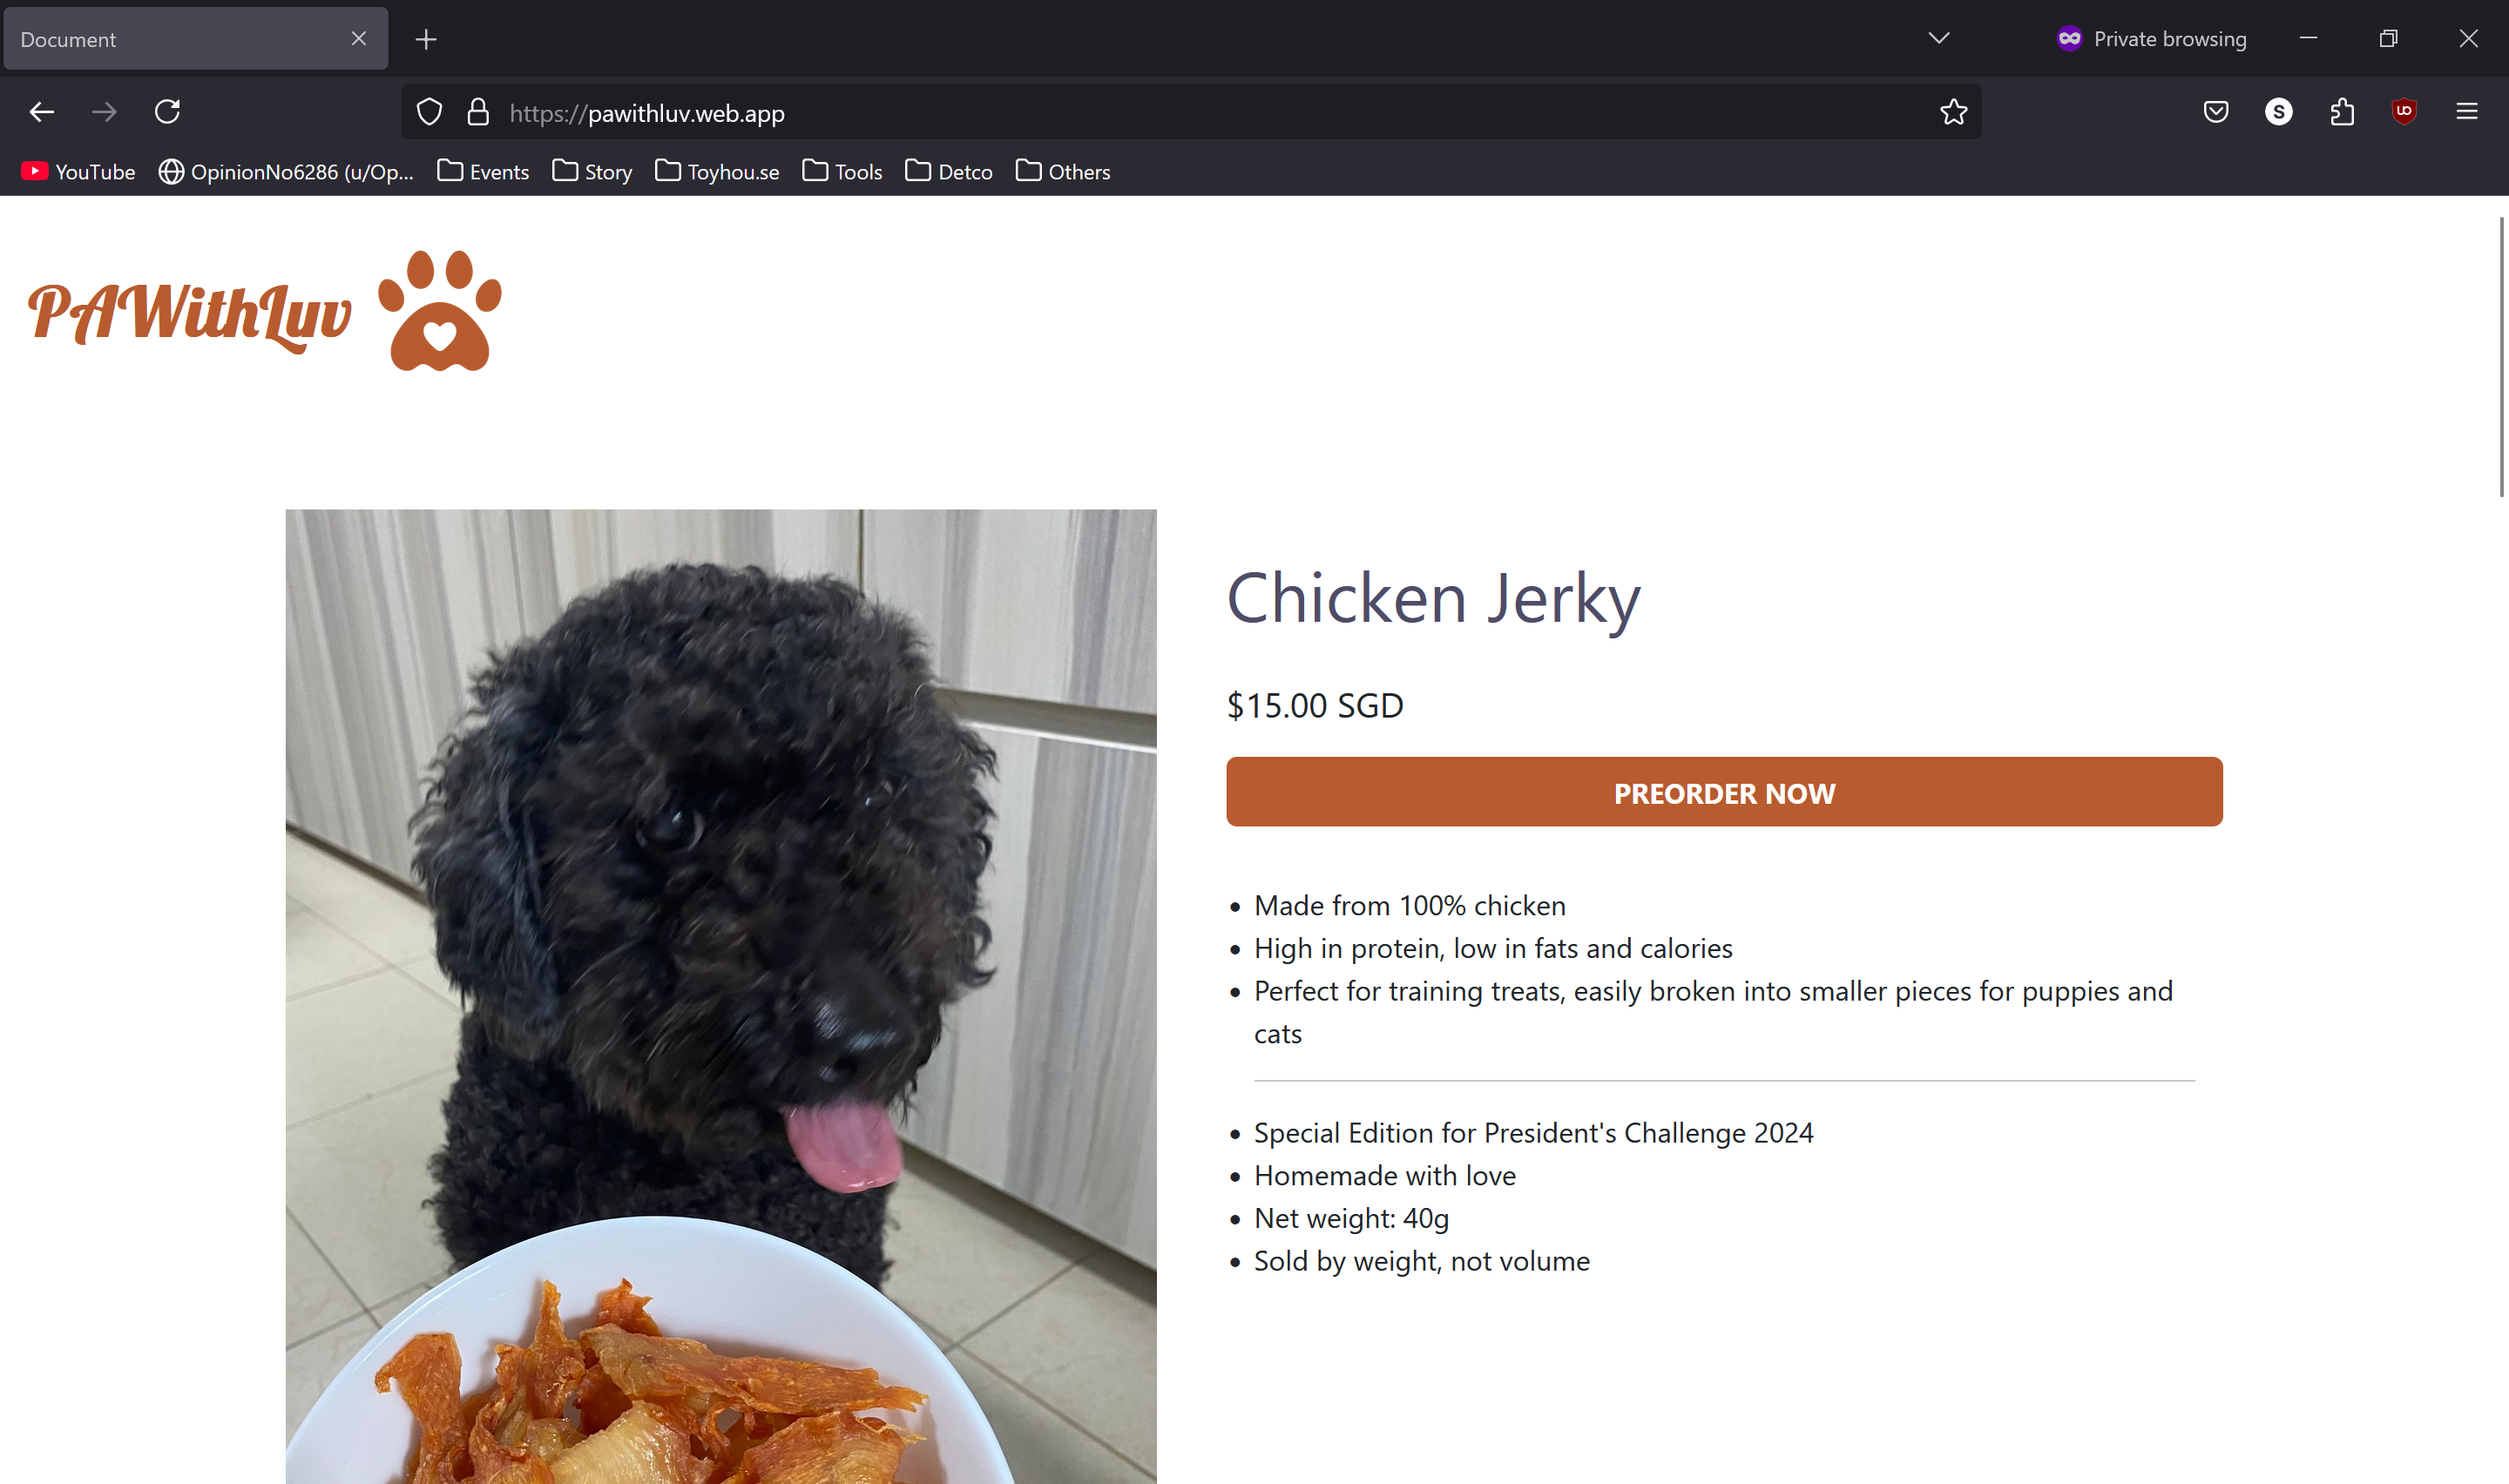 Document
Private browsing
https://pawithluv.web.app
S
YouTube
OpinionNo6286 (u/Op...
Events
Story
Toyhou.se
Tools
Detco
Others
PAWithLuv
Chicken Jerky
$15.00 SGD
PREORDER NOW
Made from 100% chicken
High in protein, low in fats and calories
Perfect for training treats, easily broken into smaller pieces for puppies and
cats
Special Edition for President's Challenge 2024
Homemade with love
Net weight: 40g
Sold by weight, not volume